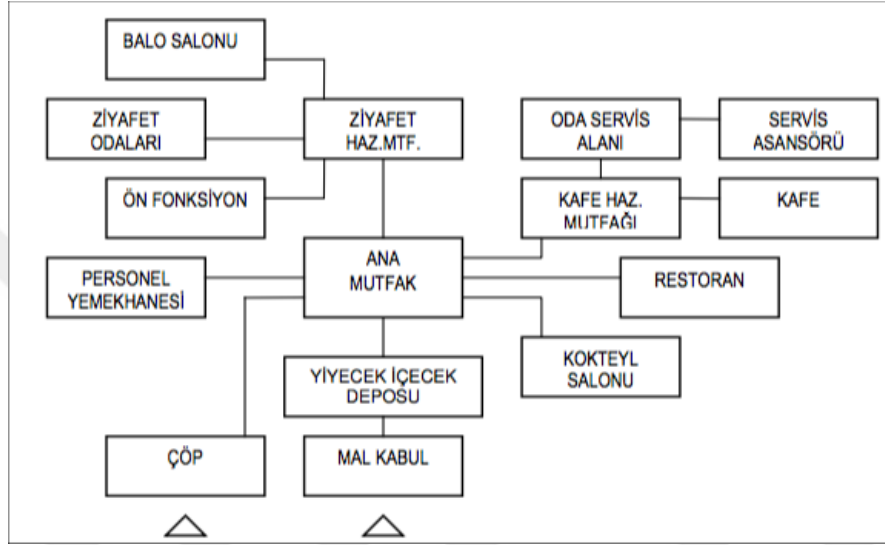 BALO SALONU
ZİYAFET
ODALARI
ZİYAFET
HAZ.MTF.
ODA SERVİS
ALANI
SERVİS
ASANSÖRÜ
ÖN FONKSİYON
KAFE HAZ.
MUTFAĞI
KAFE
ANA
MUTFAK
PERSONEL
YEMEKHANESİ
RESTORAN
YİYECEK İÇECEK
DEPOSU
KOKTEYL
SALONU
ÇÖP
MAL KABUL